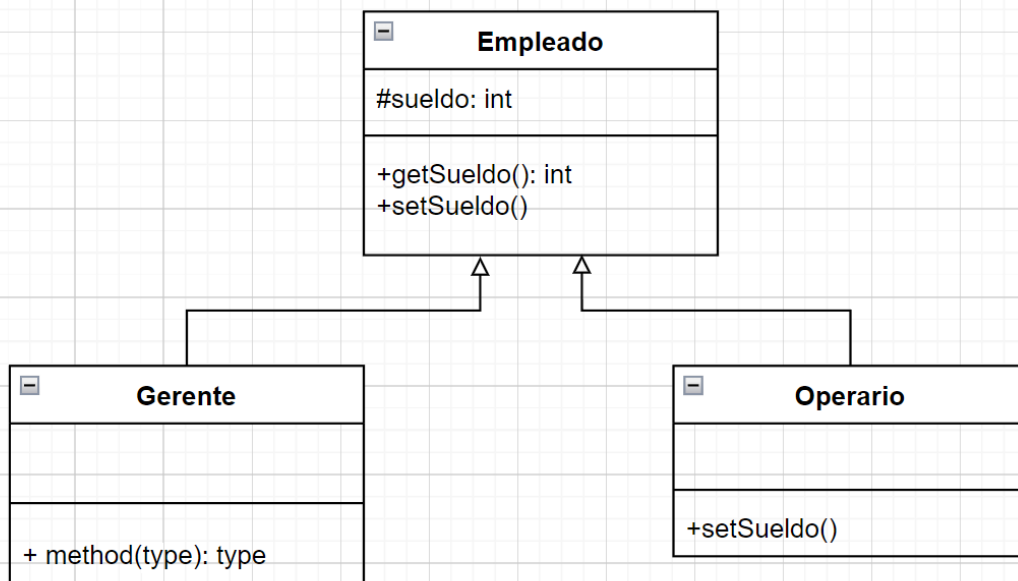 Empleado
#sueldo: int
+getSueldo(): int
+setSueldo()
Gerente
+ method(type): type
Operario
+setSueldo()